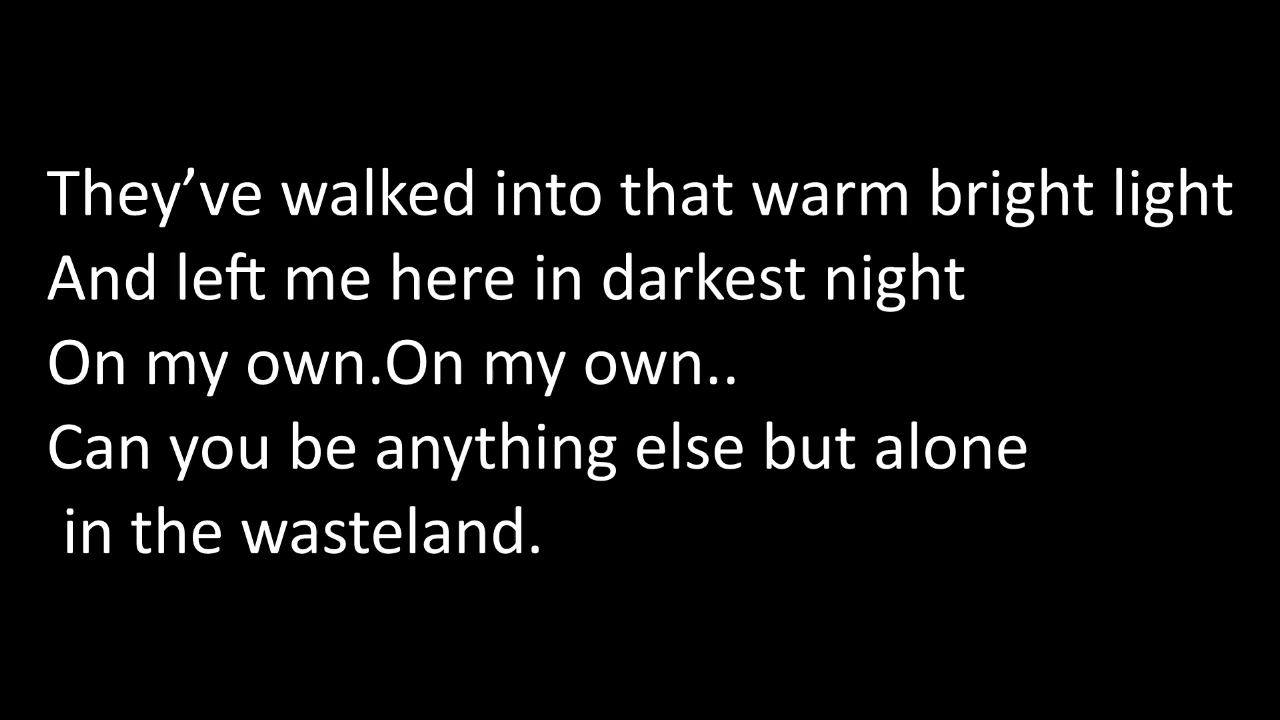 They’ve walked into that warm bright light
And left me here in darkest night
On my own.On my own..
Can you be anything else but alone
in the wasteland.